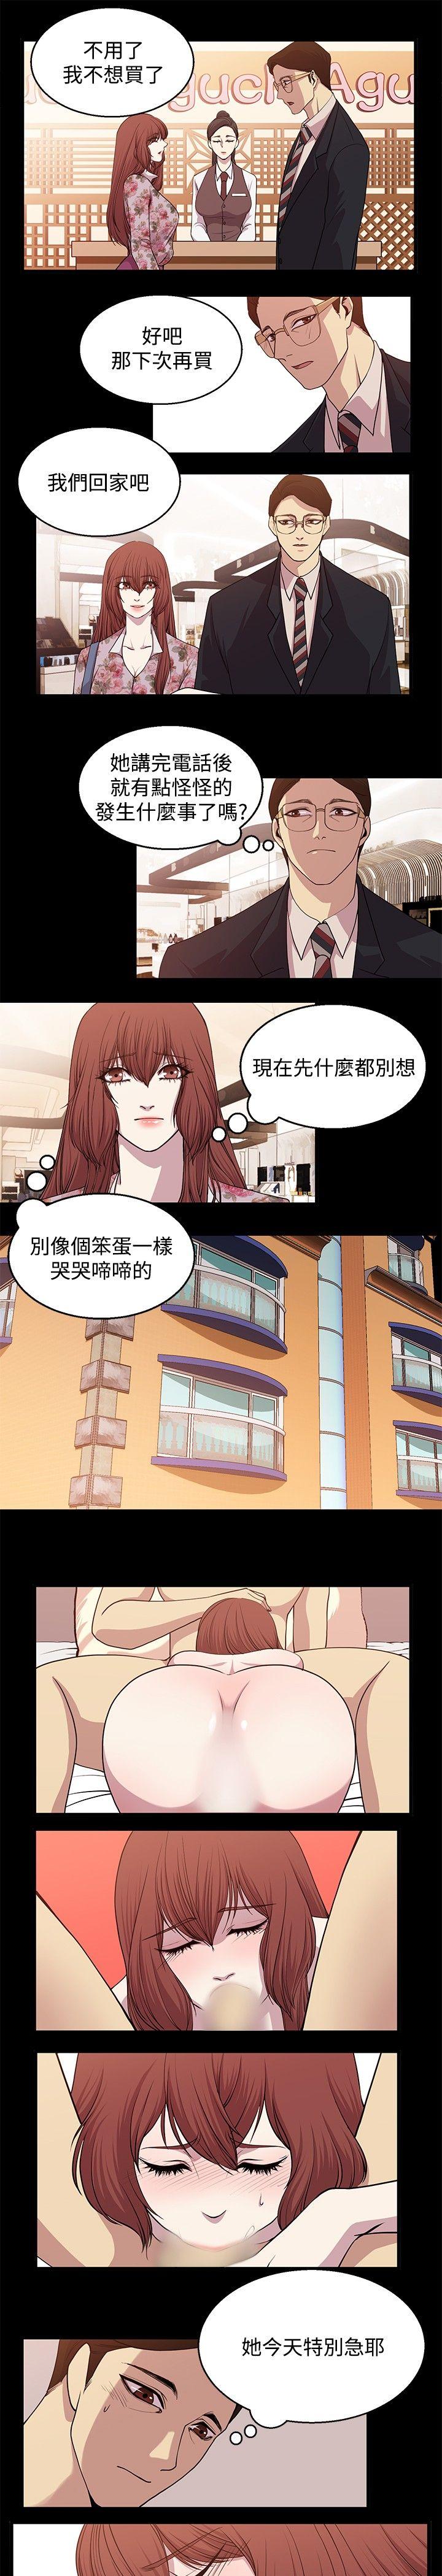 不用了
我不想買了
Aguch Agu
好吧
那下次再買
我們回家吧
她講完電話後
就有點怪怪的
發生什麼事了嗎?
現在先什麼都別想
別像個笨蛋一樣
哭哭啼啼的
她今天特別急耶